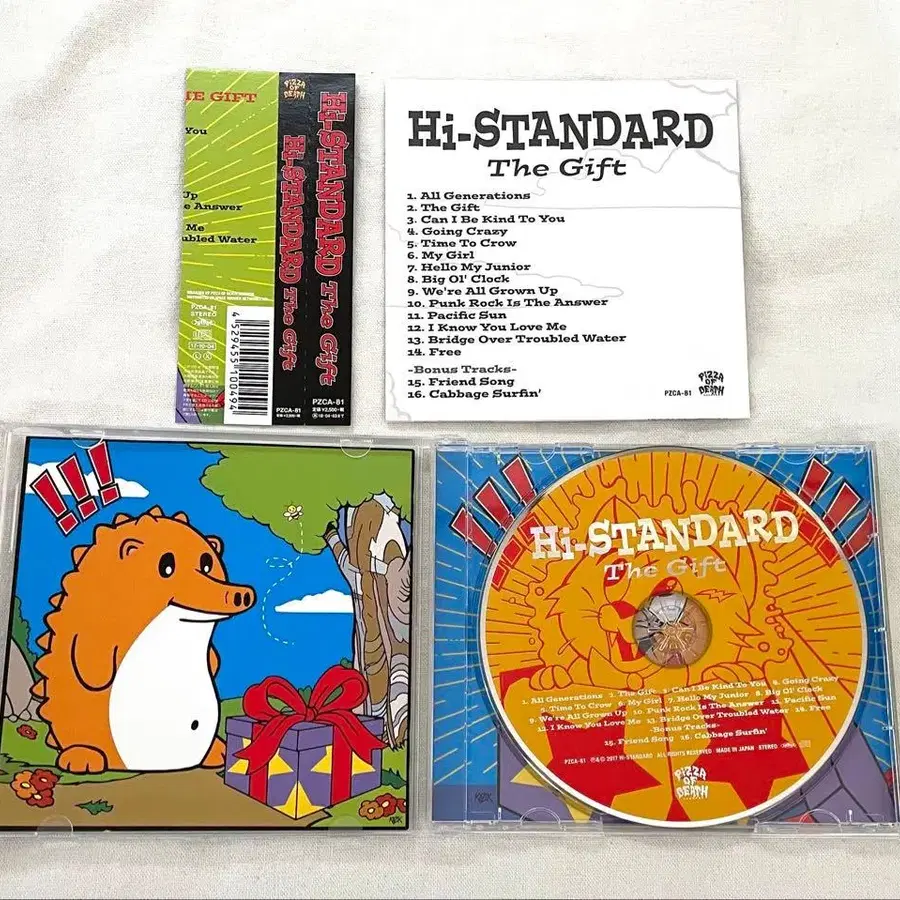 HE GIFT
You
Up
e Answer
Me
ubled Water
PZCA-81
STEREO
17・10・04
4 529455 100494
PIZZA OF DEATH
Hi-STANDARD The Gift
Hi-STANDARD The Gift
PZCA-81
PZCA-81
Hi-STANDARD
The Gift
1. All Generations
2. The Gift
3. Can I Be Kind To You
4. Going Crazy
5. Time To Crow
6. My Girl
7. Hello My Junior
8. Big Ol' Clock
9. We're All Grown Up
10. Punk Rock Is The Answer
11. Pacific Sun
12. I Know You Love Me
13. Bridge Over Troubled Water
14. Free
-Bonus Tracks-
15. Friend Song
16. Cabbage Surfin'
PZCA-81
PIZZA OF DEATH
!!!
!!!
!!!
Hi-STANDARD
The Gift
1. All Generations 2. The Gift 3. Can I Be Kind To You 4. Going Crazy
5. Time To Crow 6. My Girl 7. Hello My Junior 8. Big Ol' Clock
9. We're All Grown Up 10. Punk Rock Is The Answer 11. Pacific Sun
12. I Know You Love Me 13. Bridge Over Troubled Water 14. Free
-Bonus Tracks-
15. Friend Song 16. Cabbage Surfin'
PZCA-81 ℗&© 2017 Hi-STANDARD ALL RIGHTS RESERVED MADE IN JAPAN STEREO
PIZZA OF DEATH